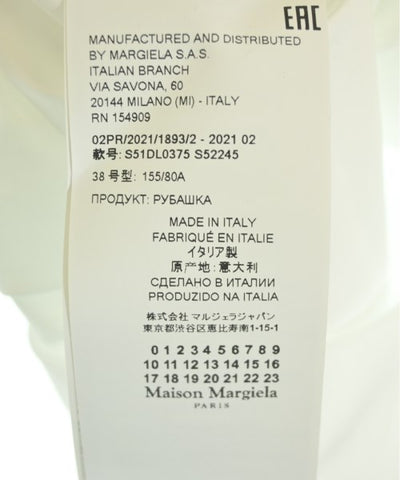 EAC
MANUFACTURED AND DISTRIBUTED
BY MARGIELA S.A.S.
ITALIAN BRANCH
VIA SAVONA, 60
20144 MILANO (MI) - ITALY
RN 154909
02PR/2021/1893/2 - 2021 02
款号: S51DL0375 S52245
38 号型: 155/80A
ПРОДУКТ: РУБАШКА
MADE IN ITALY
FABRIQUÉ EN ITALIE
イタリア製
原产地:意大利
СДЕЛАНО В ИТАЛИИ
PRODUZIDO NA ITALIA
株式会社 マルジェラジャパン
東京都渋谷区恵比寿南1-15-1
0 1 2 3 4 5 6 7 8 9
10 11 12 13 14 15 16
17 18 19 20 21 22 23
Maison Margiela
PARIS